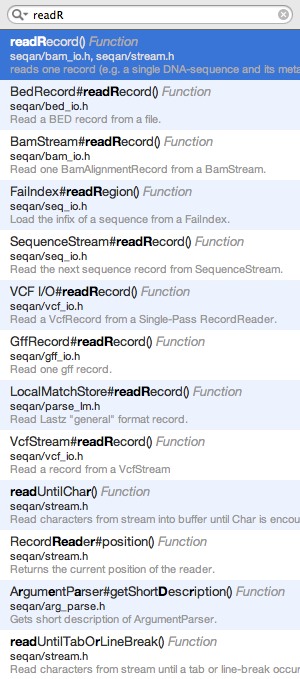 readR
readRecord() Function
seqan/bam_io.h, seqan/stream.h
reads one record (e.g. a single DNA-sequence and its meta
BedRecord#readRecord() Function
seqan/bed_io.h
Read a BED record from a file.
BamStream#readRecord() Function
seqan/bam_io.h
Read one BamAlignmentRecord from a BamStream.
FaiIndex#readRegion() Function
seqan/seq_io.h
Load the infix of a sequence from a FaiIndex.
SequenceStream#readRecord() Function
seqan/seq_io.h
Read the next sequence record from SequenceStream.
VCF I/O#readRecord() Function
seqan/vcf_io.h
Read a VcfRecord from a Single-Pass RecordReader.
GffRecord#readRecord() Function
seqan/gff_io.h
Read one gff record.
LocalMatchStore#readRecord() Function
seqan/parse_lm.h
Read Lastz "general" format record.
VcfStream#readRecord() Function
seqan/vcf_io.h
Read a record from a VcfStream
readUntilChar() Function
seqan/stream.h
Read characters from stream into buffer until Char is encou
RecordReader#position() Function
seqan/stream.h
Returns the current position of the reader.
ArgumentParser#getShortDescription() Function
seqan/arg_parse.h
Gets short description of ArgumentParser.
readUntilTabOrLineBreak() Function
seqan/stream.h
Read characters from stream until a tab or line-break occur